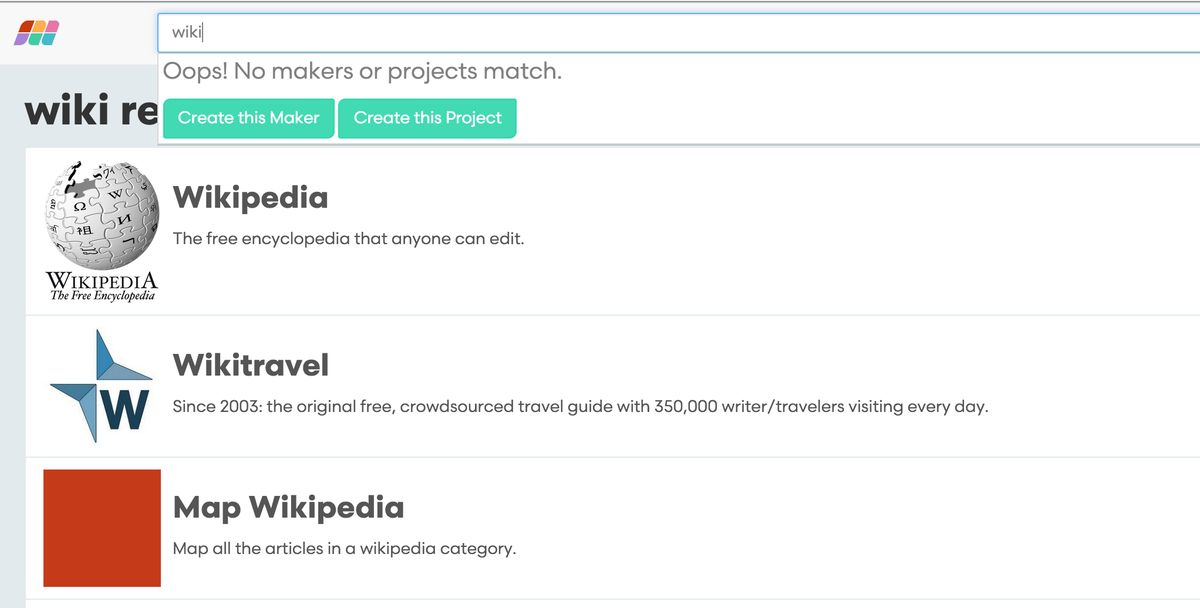 wiki
Oops! No makers or projects match.
Create this Maker Create this Project
wiki re
WIKIPEDIA
The Free Encyclopedia
Wikipedia
The free encyclopedia that anyone can edit.
W
Wikitravel
Since 2003: the original free, crowdsourced travel guide with 350,000 writer/travelers visiting every day.
Map Wikipedia
Map all the articles in a wikipedia category.